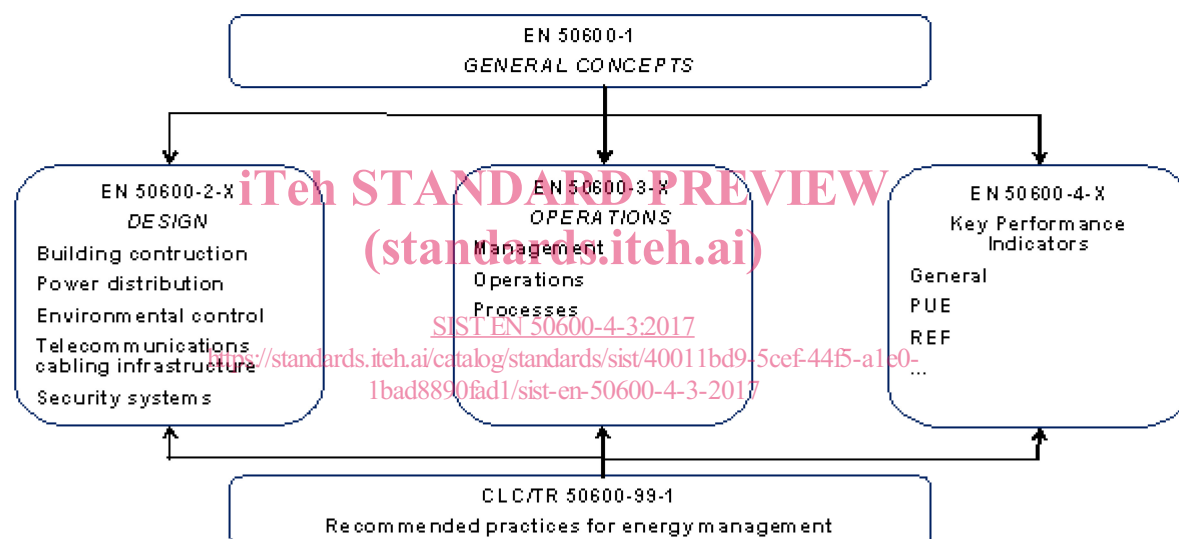 EN 50600-1
GENERAL CONCEPTS
EN 50600-2-X
DESIGN
Building contruction
Power distribution
Environmental control
Telecommunications
cabling infrastructure
Security systems
EN 50600-3-X
OPERATIONS
Management
Operations
Processes
EN 50600-4-X
Key Performance
Indicators
General
PUE
REF
...
iTeh STANDARD PREVIEW
(standards.iteh.ai)
SIST EN 50600-4-3:2017
https://standards.iteh.ai/catalog/standards/sist/40011bd9-5cef-44f5-a1e0-
1bad8890fad1/sist-en-50600-4-3-2017
CLC/TR 50600-99-1
Recommended practices for energy management